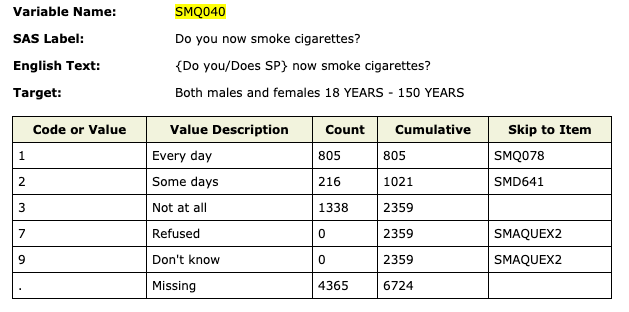 Variable Name: SMQ040
SAS Label: Do you now smoke cigarettes?
English Text: {Do you/Does SP} now smoke cigarettes?
Target: Both males and females 18 YEARS - 150 YEARS
Code or Value Value Description Count Cumulative Skip to Item
1 Every day 805 805 SMQ078
2 Some days 216 1021 SMD641
3 Not at all 1338 2359
7 Refused 0 2359 SMAQUEX2
9 Don't know 0 2359 SMAQUEX2
. Missing 4365 6724